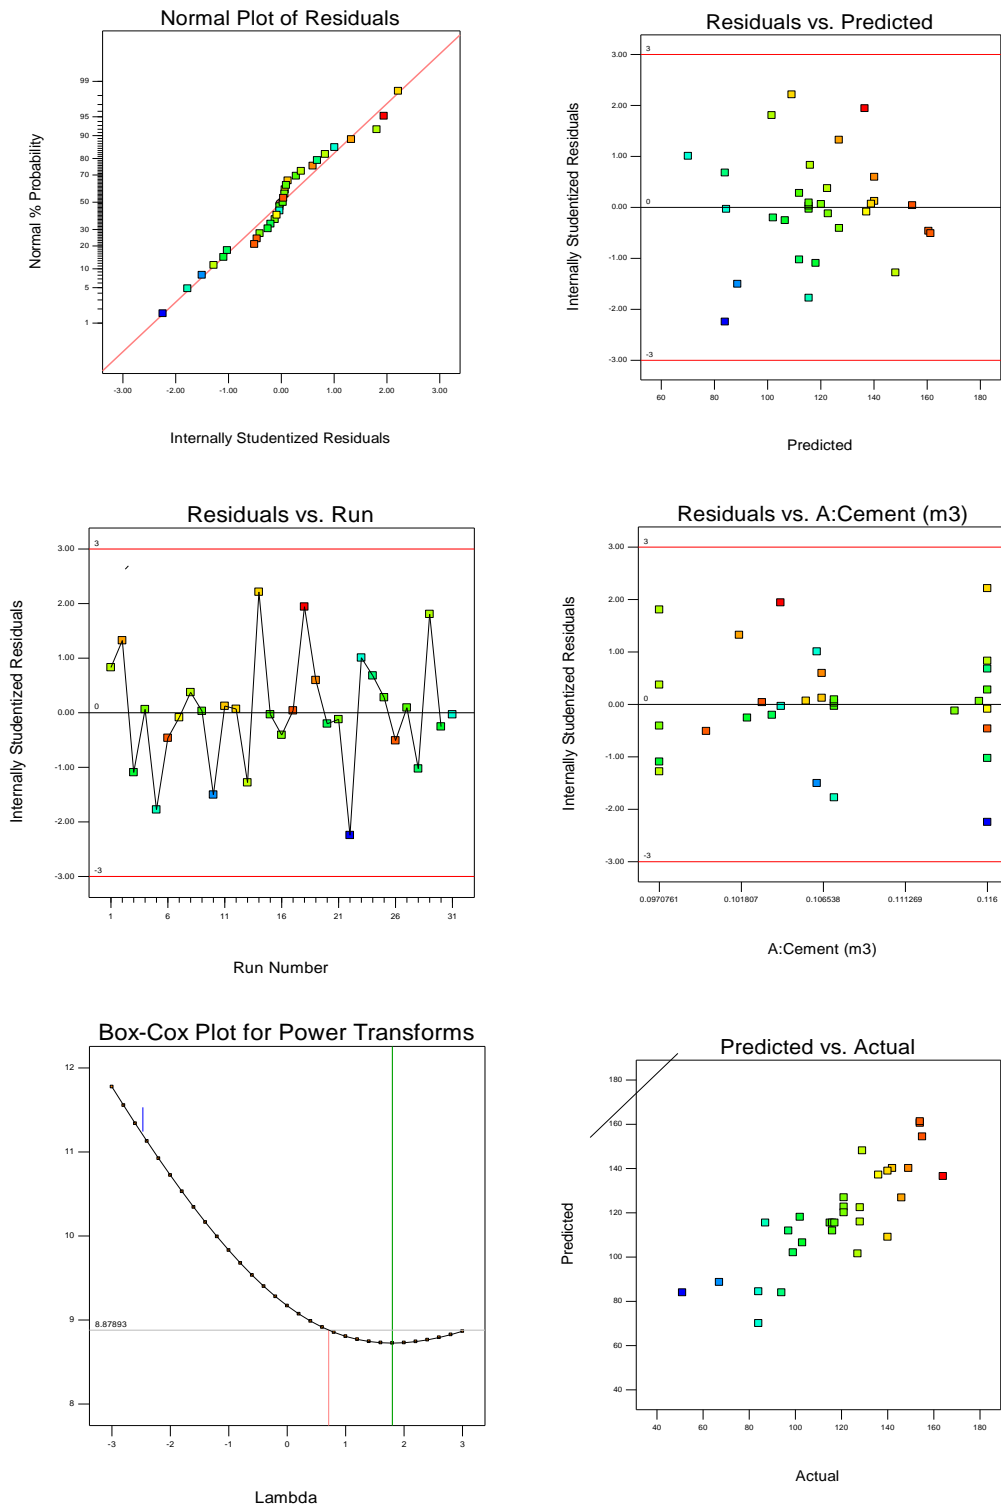 Normal Plot of Residuals
Normal % Probability
99
95
90
80
70
50
30
20
10
5
1
-3.00 -2.00 -1.00 0.00 1.00 2.00 3.00
Internally Studentized Residuals
Residuals vs. Predicted
Internally Studentized Residuals
3.00
2.00
1.00
0.00
-1.00
-2.00
-3.00
3
0
-3
60 80 100 120 140 160 180
Predicted
Residuals vs. Run
Internally Studentized Residuals
3.00
2.00
1.00
0.00
-1.00
-2.00
-3.00
3
0
-3
1 6 11 16 21 26 31
Run Number
Residuals vs. A:Cement (m3)
Internally Studentized Residuals
3.00
2.00
1.00
0.00
-1.00
-2.00
-3.00
3
0
-3
0.0970761 0.101807 0.106538 0.111269 0.116
A:Cement (m3)
Box-Cox Plot for Power Transforms
12
11
10
9
8
8.87893
-3 -2 -1 0 1 2 3
Lambda
Predicted vs. Actual
Predicted
180
160
140
120
100
80
60
40
40 60 80 100 120 140 160 180
Actual